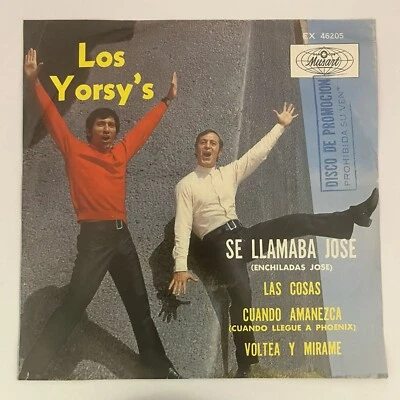 Los
Yorsy's
EX 46205
Musart
DISCO DE PROMOCION
PROHIBIDA SU VEN
SE LLAMABA JOSE
(ENCHILADAS JOSE)
LAS COSAS
CUANDO AMANEZCA
(CUANDO LLEGUE A PHOENIX)
VOLTEA Y MIRAME